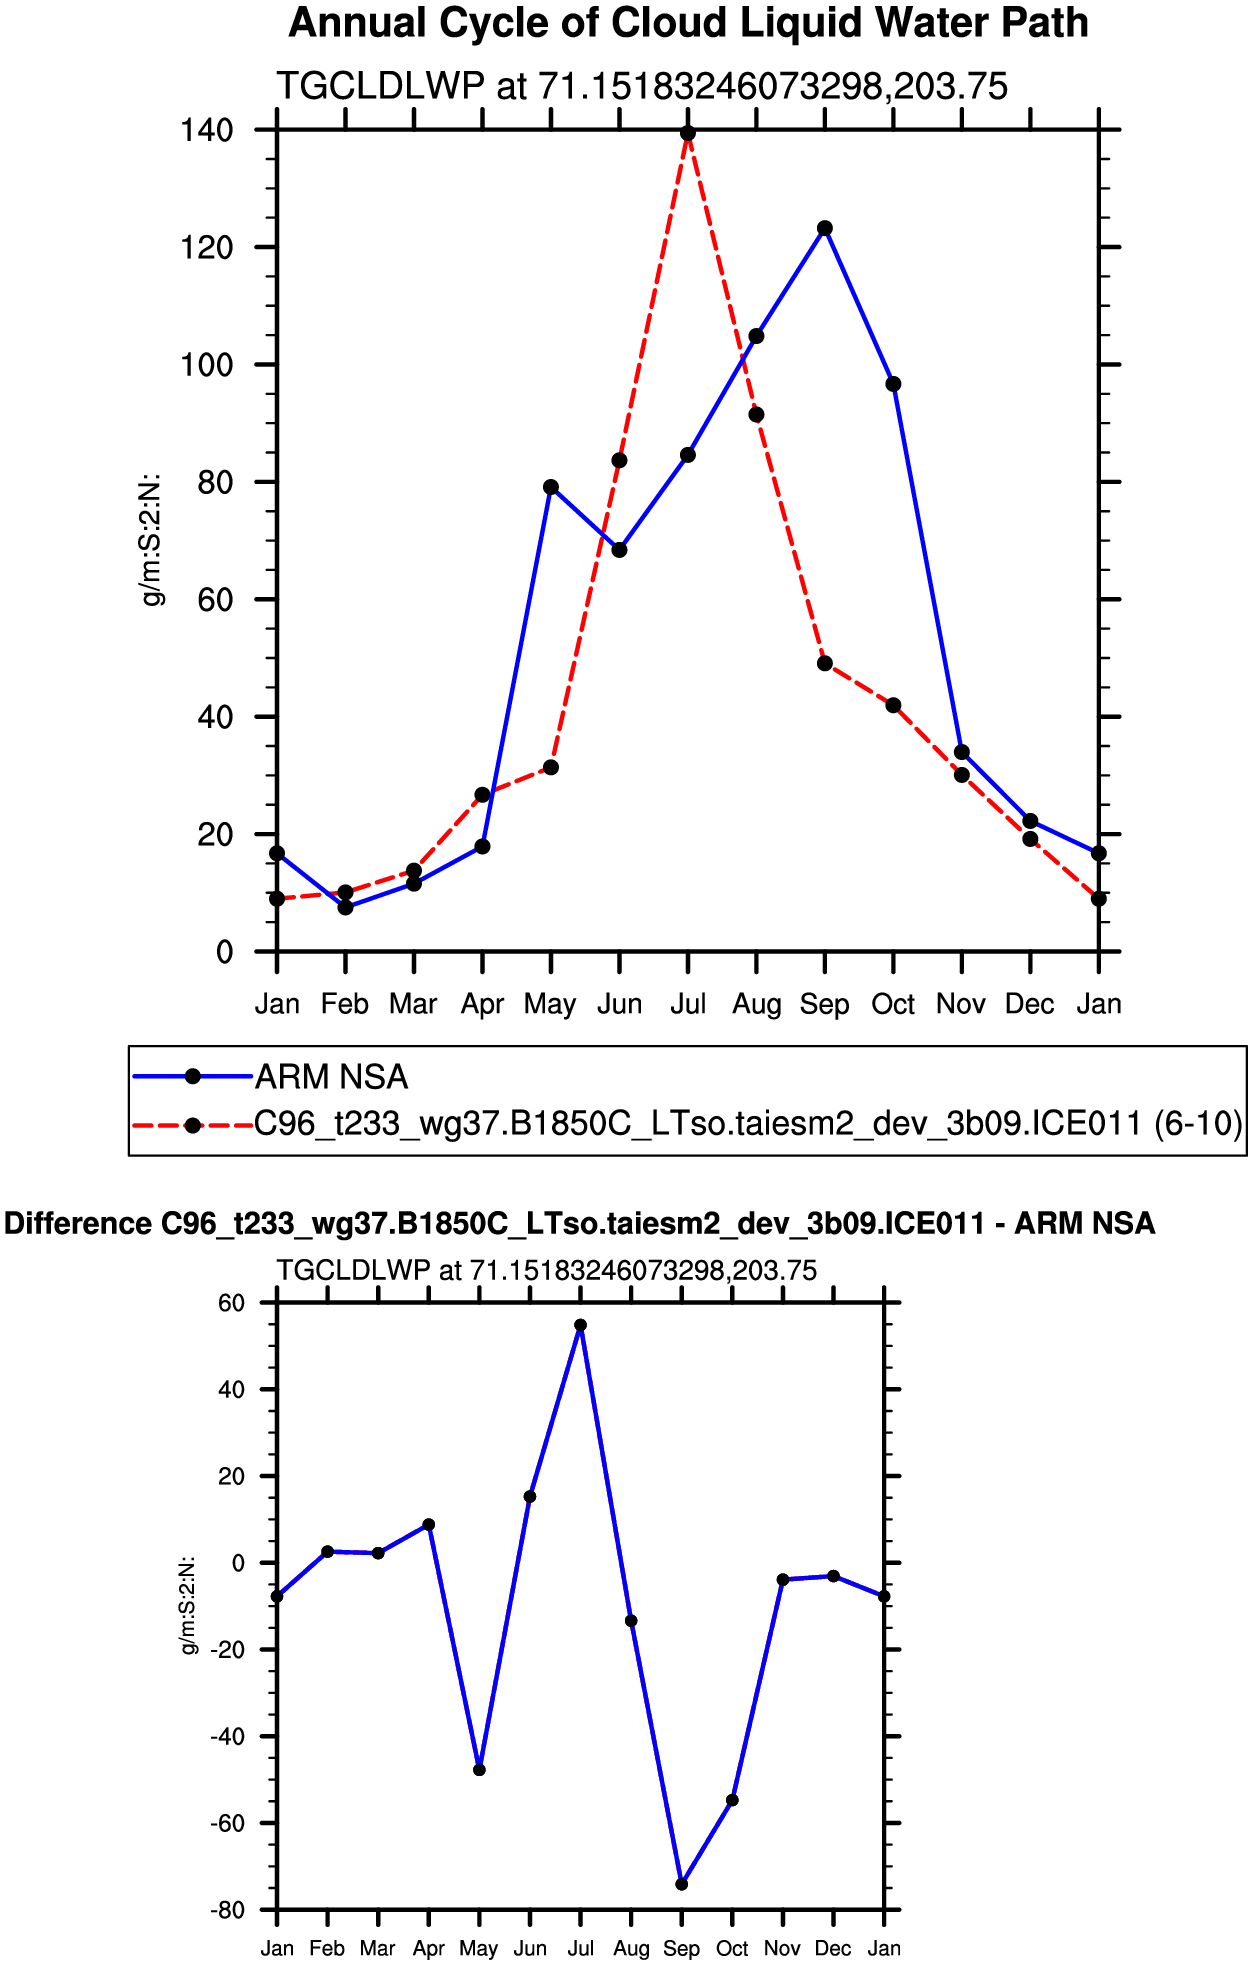 Annual Cycle of Cloud Liquid Water Path
TGCLDLWP at 71.15183246073298,203.75
140
120
100
80
60
40
20
0
g/m:S:2:N:
Jan Feb Mar Apr May Jun Jul Aug Sep Oct Nov Dec Jan
ARM NSA
C96_t233_wg37.B1850C_LTso.taiesm2_dev_3b09.ICE011 (6-10)
Difference C96_t233_wg37.B1850C_LTso.taiesm2_dev_3b09.ICE011 - ARM NSA
TGCLDLWP at 71.15183246073298,203.75
60
40
20
0
-20
-40
-60
-80
g/m:S:2:N:
Jan Feb Mar Apr May Jun Jul Aug Sep Oct Nov Dec Jan